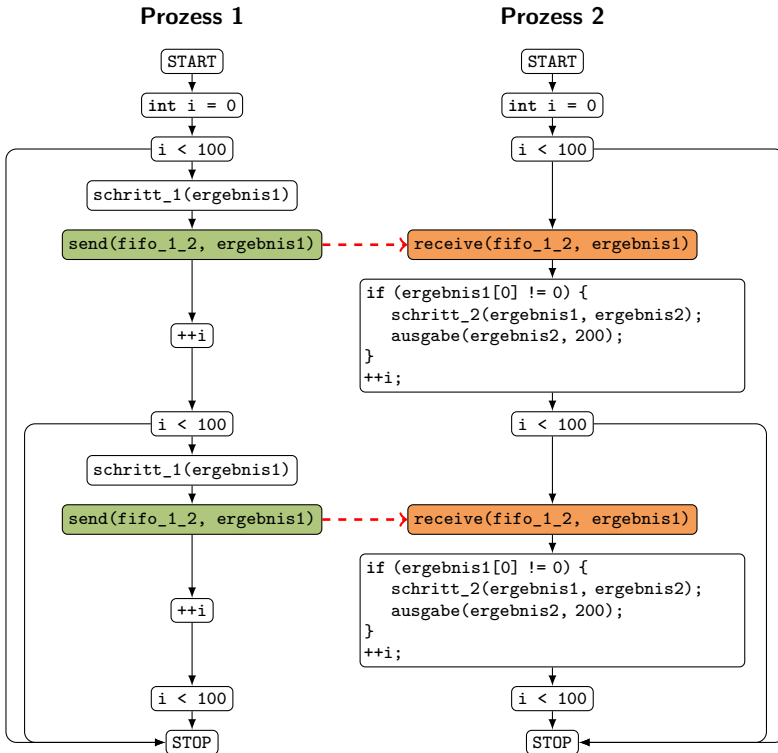 Prozess 1
START
int i = 0
i < 100
schritt_1(ergebnis1)
send(fifo_1_2, ergebnis1)
++i
i < 100
schritt_1(ergebnis1)
send(fifo_1_2, ergebnis1)
++i
i < 100
STOP
Prozess 2
START
int i = 0
i < 100
receive(fifo_1_2, ergebnis1)
if (ergebnis1[0] != 0) {
schritt_2(ergebnis1, ergebnis2);
ausgabe(ergebnis2, 200);
}
++i;
i < 100
receive(fifo_1_2, ergebnis1)
if (ergebnis1[0] != 0) {
schritt_2(ergebnis1, ergebnis2);
ausgabe(ergebnis2, 200);
}
++i;
i < 100
STOP